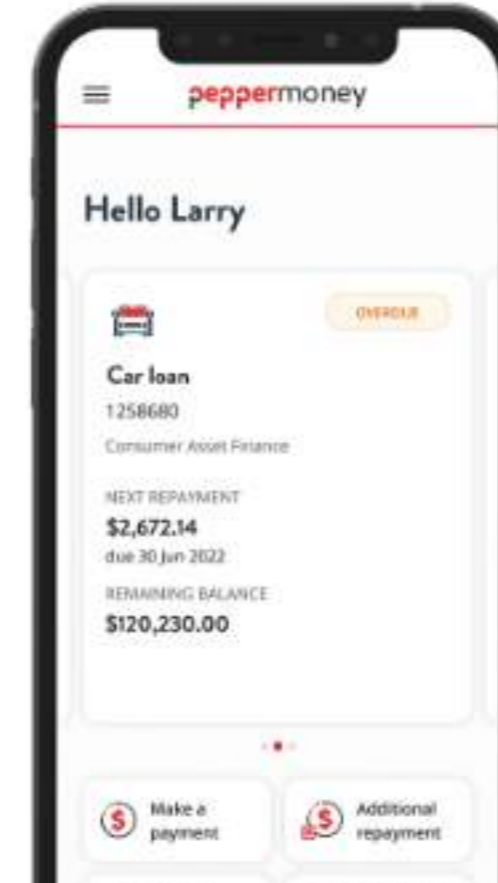 peppermoney
Hello Larry
OVERDUE
Car loan
1258680
Consumer Asset Finance
NEXT REPAYMENT
$2,672.14
due 30 Jun 2022
REMAINING BALANCE
$120,230.00
Make a
payment
Additional
repayment